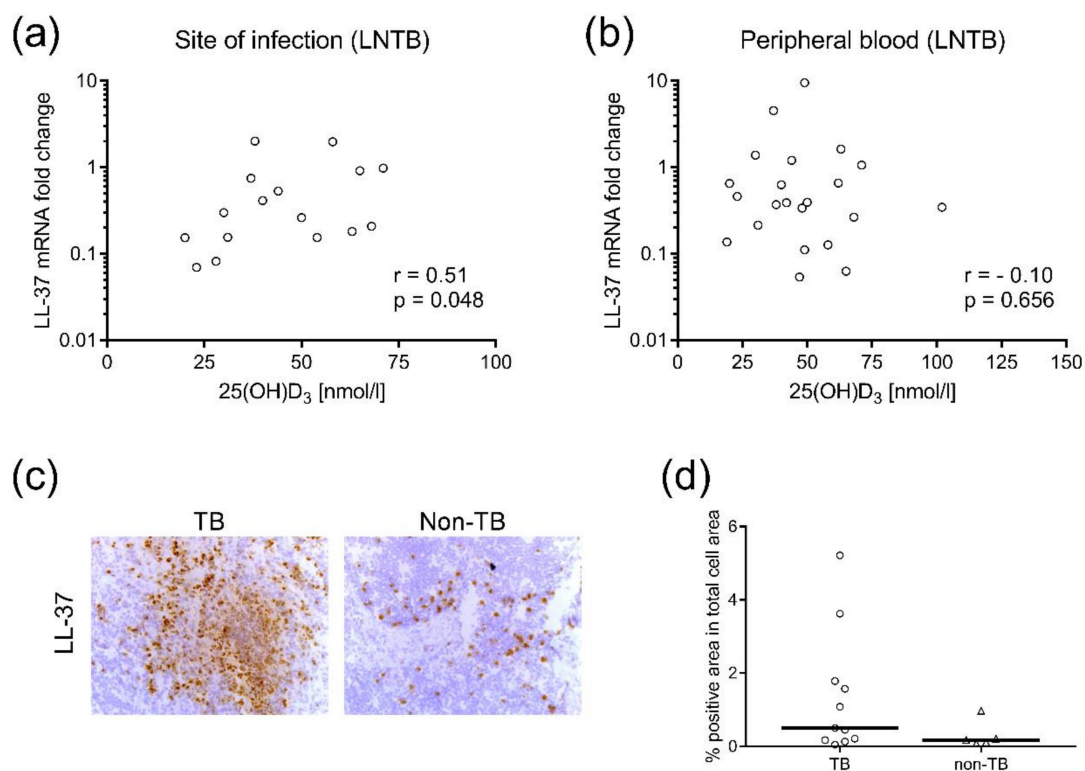 (a)
Site of infection (LNTB)
LL-37 mRNA fold change
10
1
0.1
0.01
r = 0.51
p = 0.048
0 25 50 75 100
25(OH)D3 [nmol/l]
(b)
Peripheral blood (LNTB)
LL-37 mRNA fold change
10
1
0.1
0.01
r = - 0.10
p = 0.656
0 25 50 75 100 125 150
25(OH)D3 [nmol/l]
(c)
TB Non-TB
LL-37
(d)
% positive area in total cell area
6
4
2
0
TB non-TB